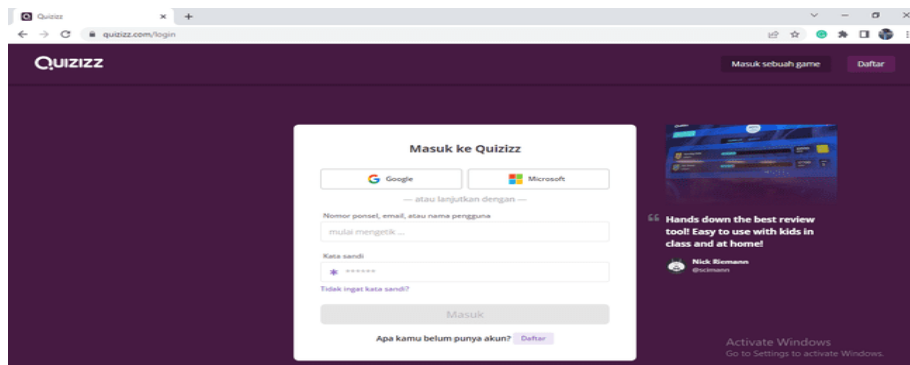 Quizizz
quizizz.com/login
QUIZIZZ
Masuk sebuah game
Daftar
Masuk ke Quizizz
Google
Microsoft
— atau lanjutkan dengan —
Nomor ponsel, email, atau nama pengguna
mulai mengetik ...
Kata sandi
******
Tidak ingat kata sandi?
Masuk
Apa kamu belum punya akun? Daftar
“ Hands down the best review
tool! Easy to use with kids in
class and at home!
Nick Riemann
@scimann
Activate Windows
Go to Settings to activate Windows.